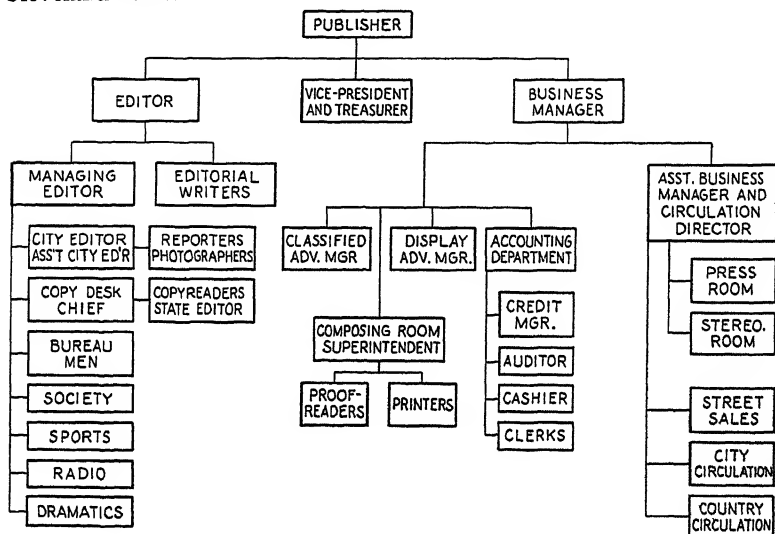 PUBLISHER
EDITOR
VICE-PRESIDENT
AND TREASURER
BUSINESS
MANAGER
MANAGING
EDITOR
EDITORIAL
WRITERS
ASST. BUSINESS
MANAGER AND
CIRCULATION
DIRECTOR
CITY EDITOR
ASS'T CITY ED'R
REPORTERS
PHOTOGRAPHERS
CLASSIFIED
ADV. MGR
DISPLAY
ADV. MGR.
ACCOUNTING
DEPARTMENT
PRESS
ROOM
COPY DESK
CHIEF
COPYREADERS
STATE EDITOR
CREDIT
MGR.
STEREO.
ROOM
COMPOSING ROOM
SUPERINTENDENT
BUREAU
MEN
AUDITOR
SOCIETY
PROOF-
READERS
PRINTERS
CASHIER
STREET
SALES
SPORTS
CLERKS
RADIO
CITY
CIRCULATION
DRAMATICS
COUNTRY
CIRCULATION